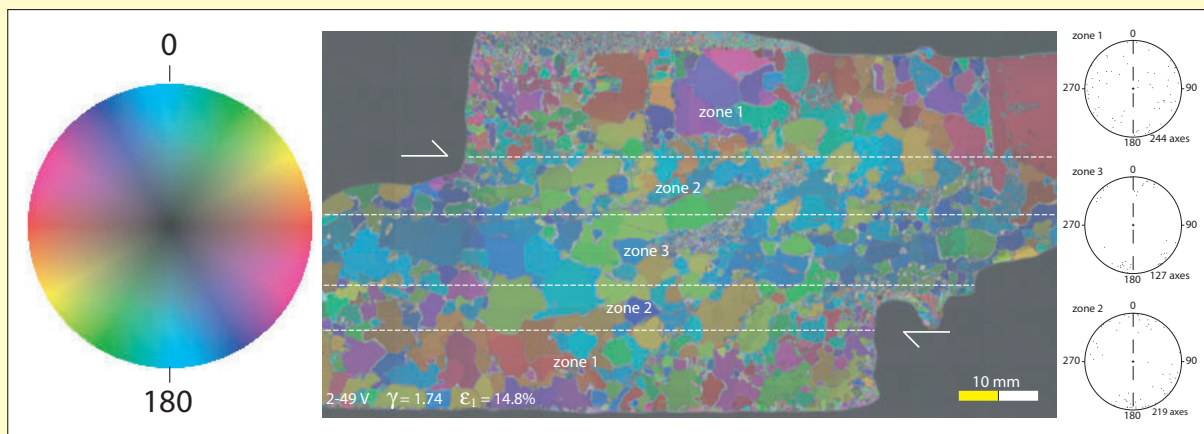 0
180
zone 1
zone 2
zone 3
zone 2
zone 1
2-49 V γ = 1.74 ε1 = 14.8%
10 mm
zone 1
0
270
90
180
244 axes
zone 3
0
270
90
180
127 axes
zone 2
0
270
90
180
219 axes